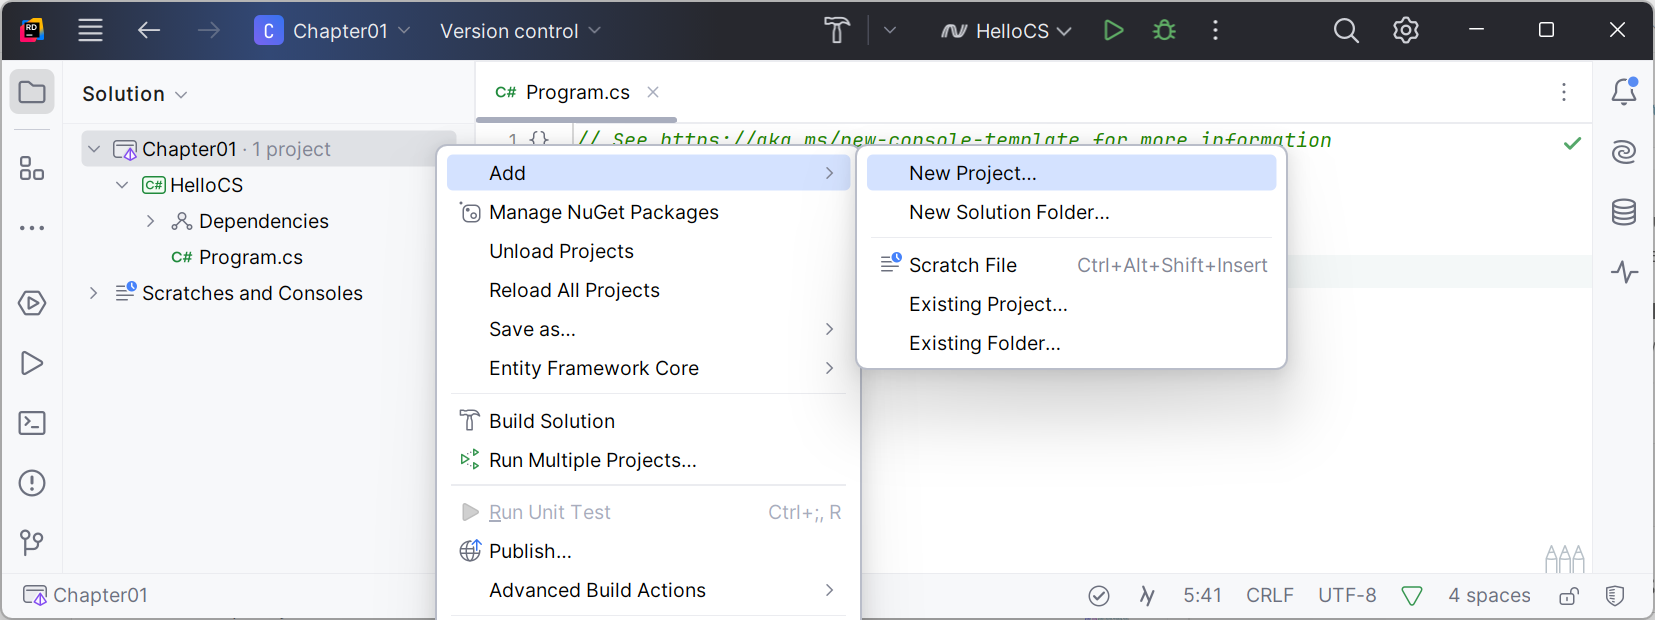 RD
C Chapter01
Version control
HelloCS
Solution
C# Program.cs
Chapter01 · 1 project
C# HelloCS
Dependencies
C# Program.cs
Scratches and Consoles
1 {} // See https://aka.ms/new-console-template for more information
Add
Manage NuGet Packages
Unload Projects
Reload All Projects
Save as...
Entity Framework Core
Build Solution
Run Multiple Projects...
Run Unit Test Ctrl+;, R
Publish...
Advanced Build Actions
New Project...
New Solution Folder...
Scratch File Ctrl+Alt+Shift+Insert
Existing Project...
Existing Folder...
Chapter01
5:41 CRLF UTF-8 4 spaces